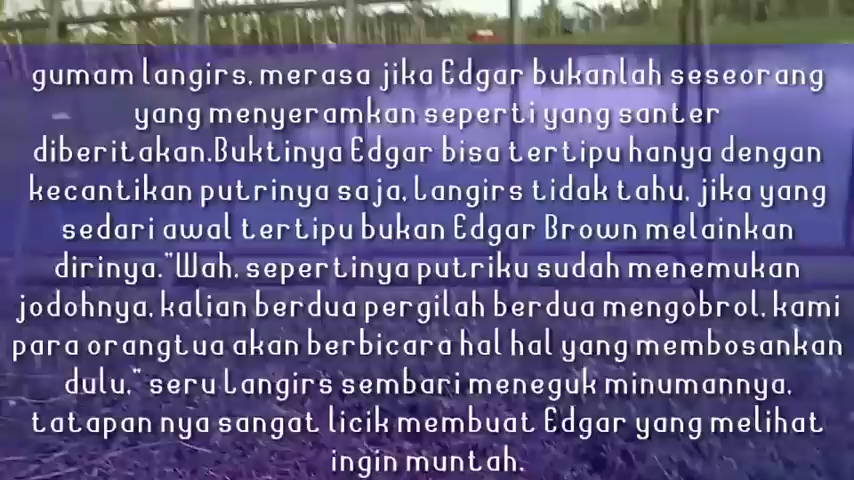 gumam langirs, merasa jika Edgar bukanlah seseorang
yang menyeramkan seperti yang santer
diberitakan.Buktinya Edgar bisa tertipu hanya dengan
kecantikan putrinya saja, Langirs tidak tahu, jika yang
sedari awal tertipu bukan Edgar Brown melainkan
dirinya."Wah, sepertinya putriku sudah menemukan
jodohnya, kalian berdua pergilah berdua mengobrol, kami
para orangtua akan berbicara hal hal yang membosankan
dulu," seru Langirs sembari meneguk minumannya,
tatapan nya sangat licik membuat Edgar yang melihat
ingin muntah.